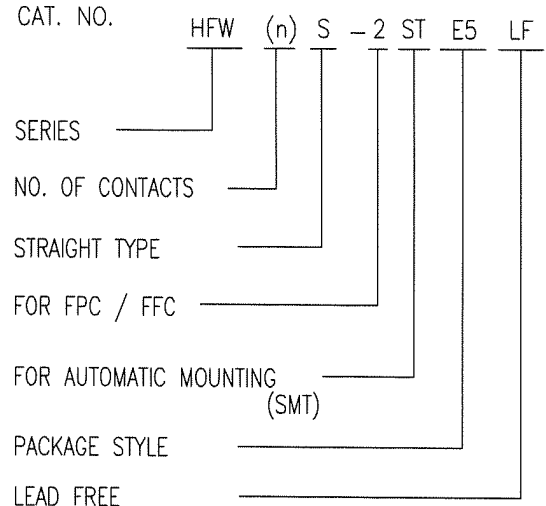 CAT. NO.
HFW (n) S - 2 ST E5 LF
SERIES
NO. OF CONTACTS
STRAIGHT TYPE
FOR FPC / FFC
FOR AUTOMATIC MOUNTING
(SMT)
PACKAGE STYLE
LEAD FREE